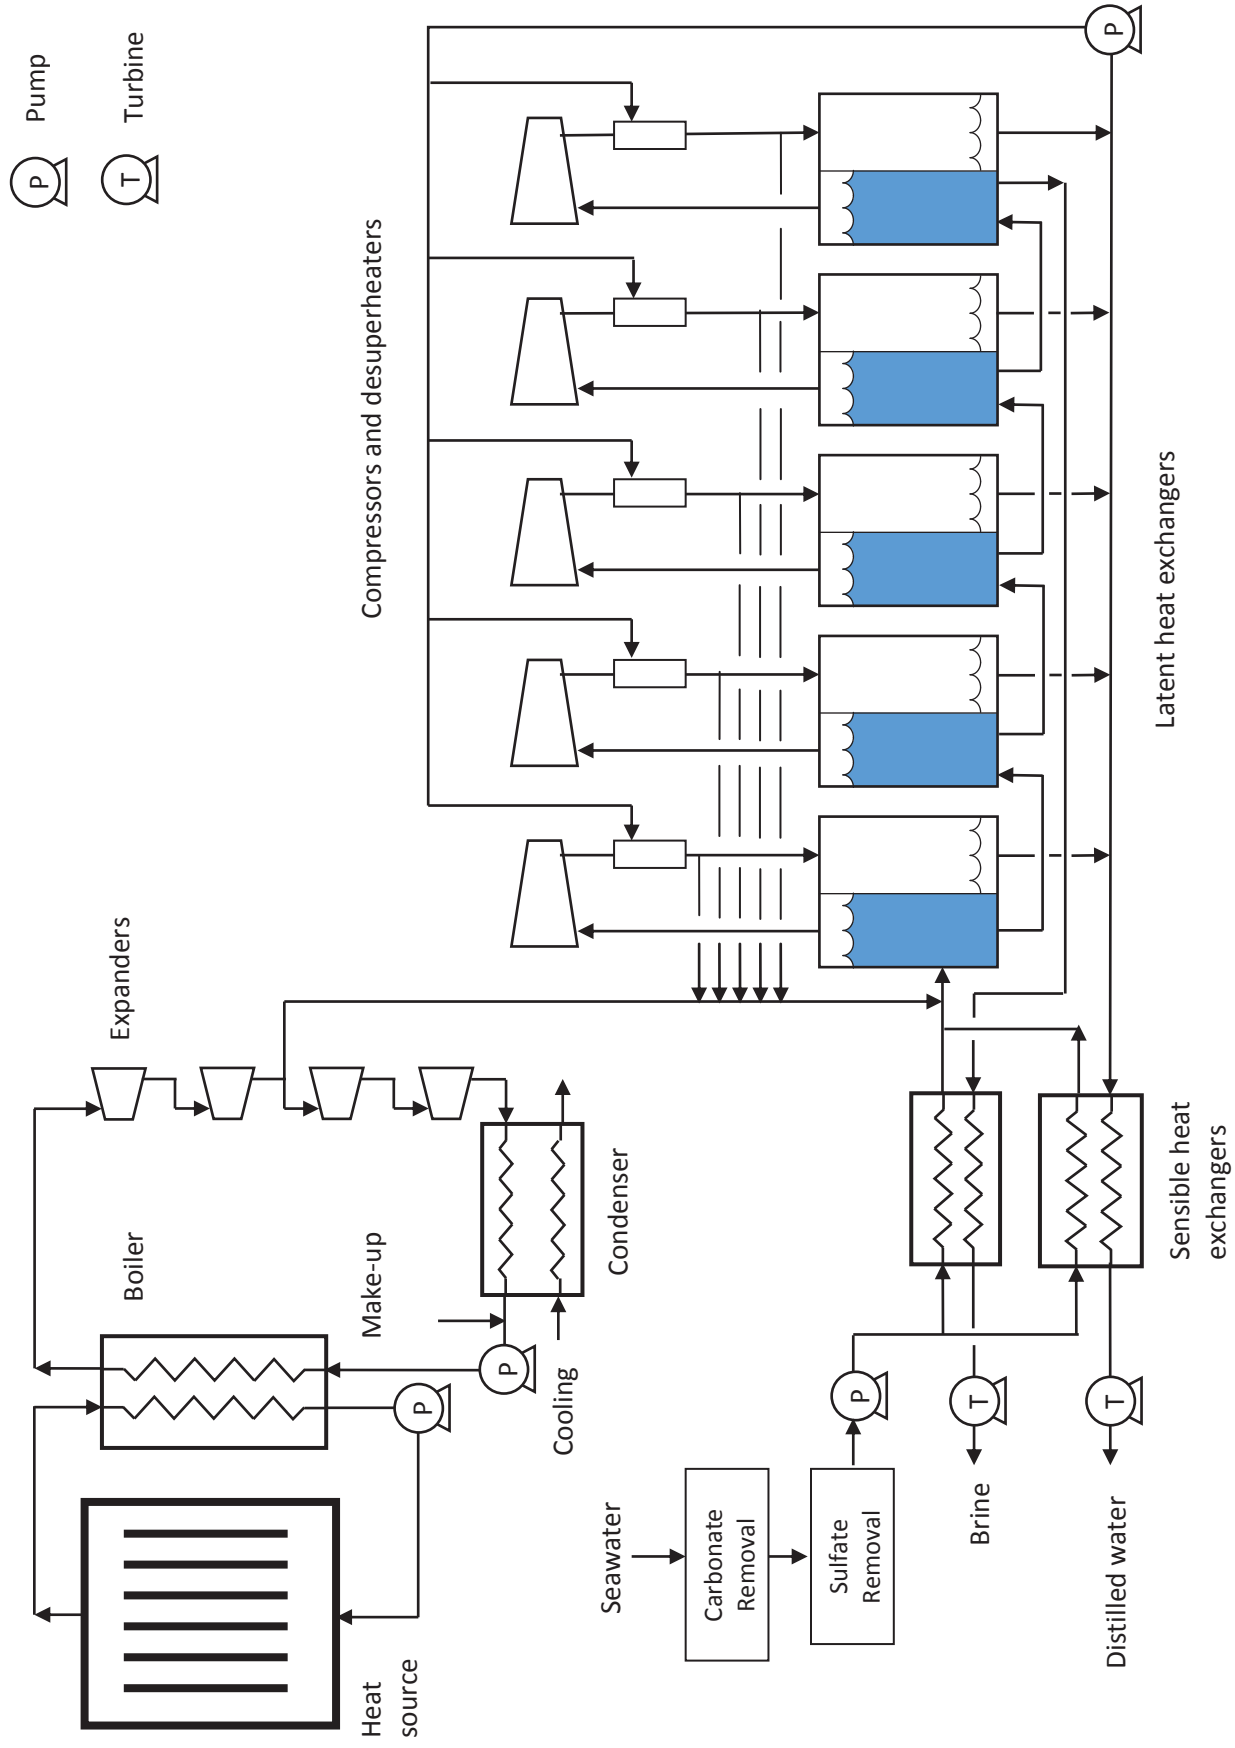 P
Pump
T
Turbine
Compressors and desuperheaters
Expanders
Boiler
Heat
source
P
P
Make-up
Cooling
Condenser
Seawater
Carbonate
Removal
Sulfate
Removal
P
T
Brine
T
Distilled water
Sensible heat
exchangers
Latent heat exchangers
P